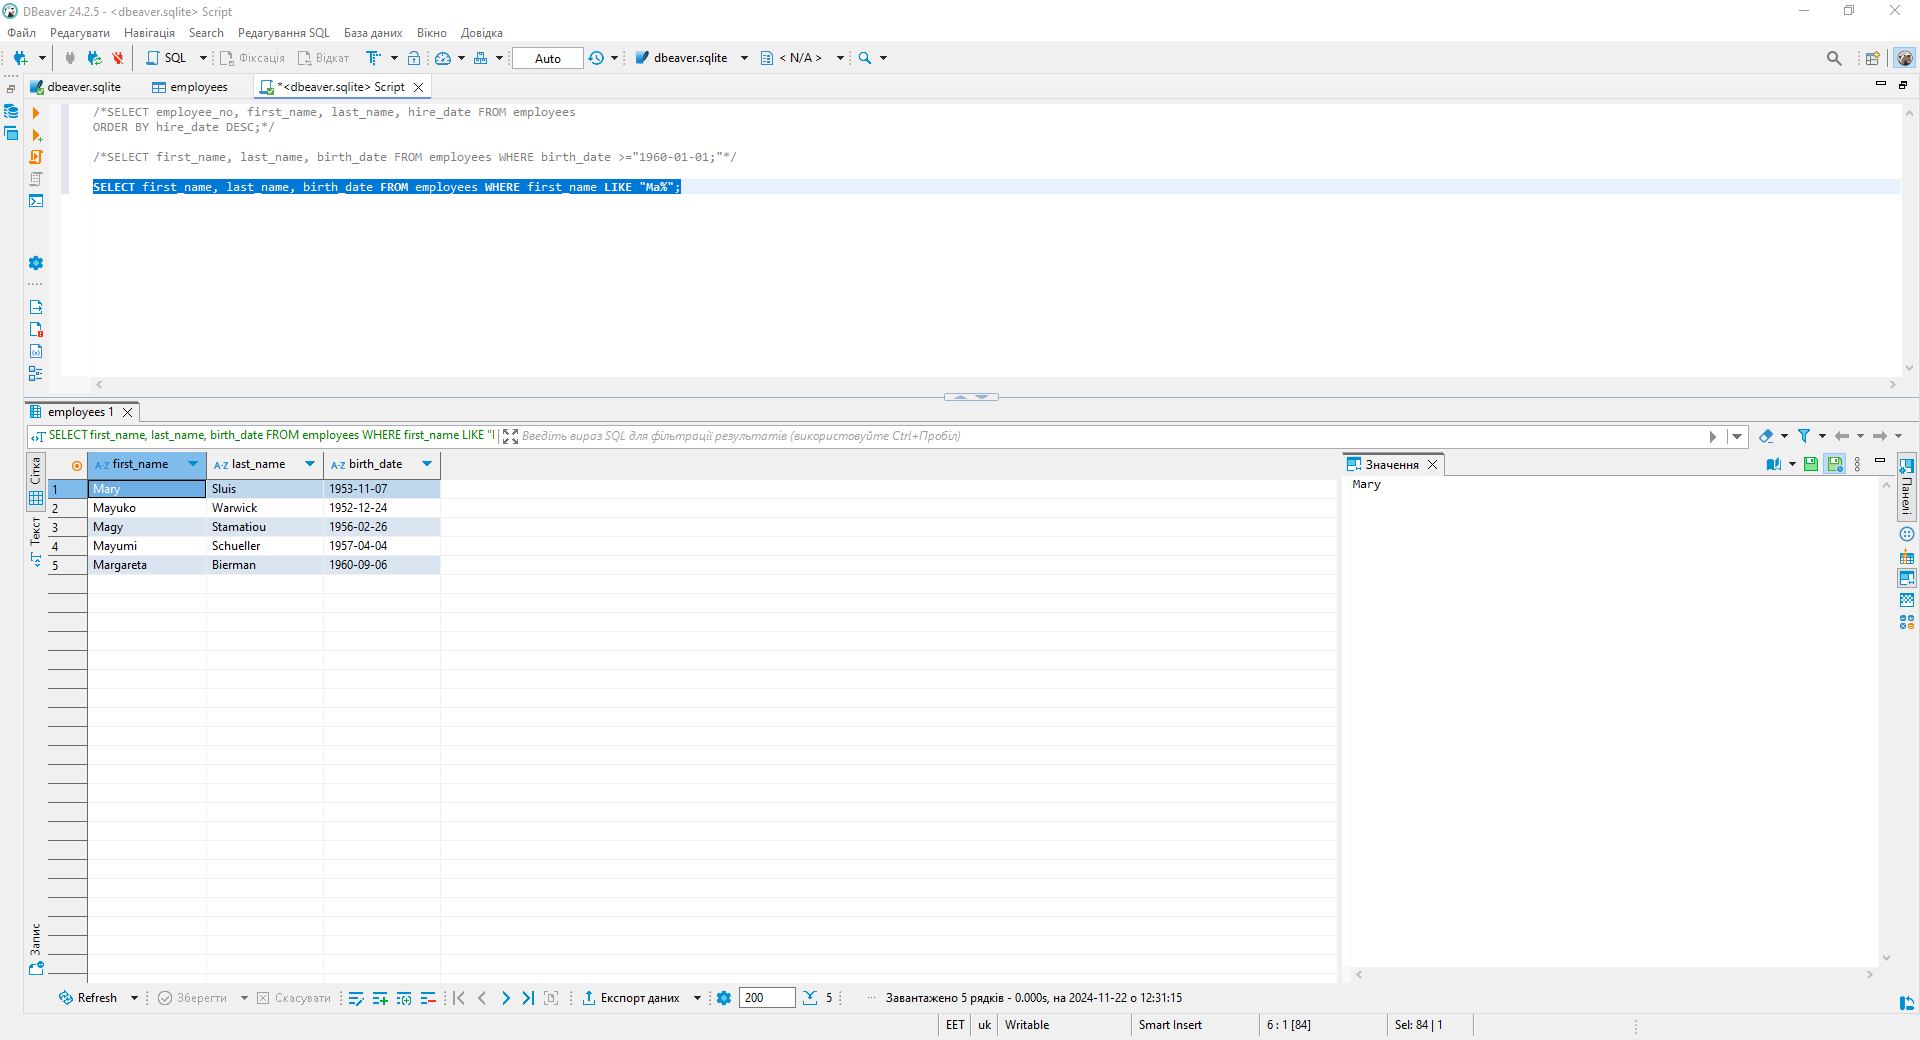 DBeaver 24.2.5 - <dbeaver.sqlite> Script
Файл Редагувати Навігація Search Редагування SQL База даних Вікно Довідка
SQL Фіксація Відкат Auto dbeaver.sqlite < N/A >
dbeaver.sqlite employees *<dbeaver.sqlite> Script
/*SELECT employee_no, first_name, last_name, hire_date FROM employees
ORDER BY hire_date DESC;*/
/*SELECT first_name, last_name, birth_date FROM employees WHERE birth_date >="1960-01-01;"*/
SELECT first_name, last_name, birth_date FROM employees WHERE first_name LIKE "Ma%";
employees 1
SELECT first_name, last_name, birth_date FROM employees WHERE first_name LIKE "I Введіть вираз SQL для фільтрації результатів (використовуйте Ctrl+Пробіл)
Сітка
Текст
Запис
A-Z first_name A-Z last_name A-Z birth_date
1 Mary Sluis 1953-11-07
2 Mayuko Warwick 1952-12-24
3 Magy Stamatiou 1956-02-26
4 Mayumi Schueller 1957-04-04
5 Margareta Bierman 1960-09-06
Значення
Mary
Панелі
Refresh Зберегти Скасувати Експорт даних 200 5 Завантажено 5 рядків - 0.000s, на 2024-11-22 о 12:31:15
EET uk Writable Smart Insert 6 : 1 [84] Sel: 84 | 1